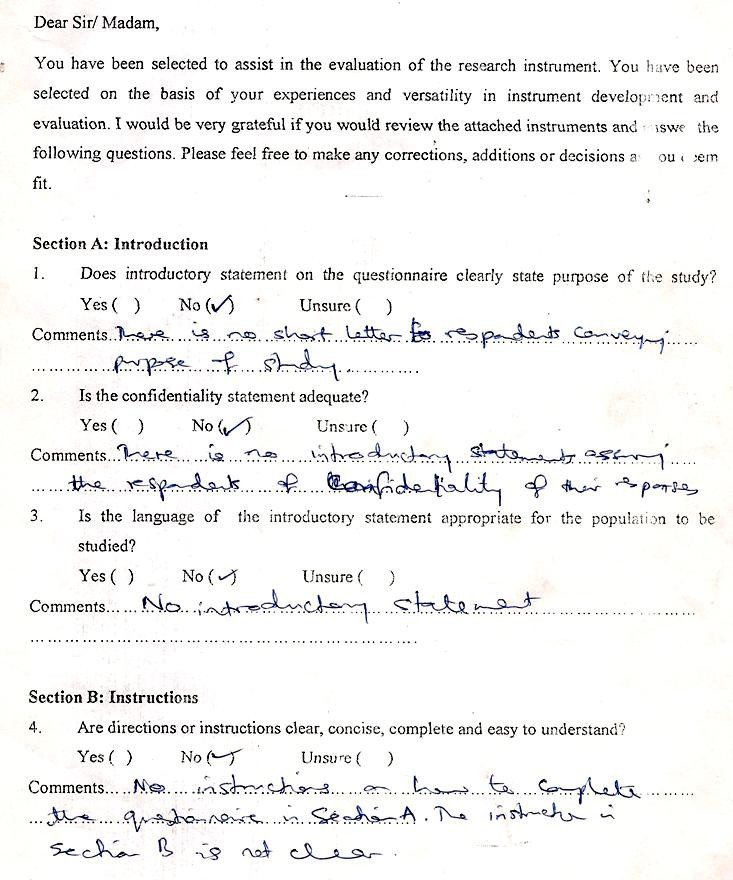 Dear Sir/ Madam,
You have been selected to assist in the evaluation of the research instrument. You have been
selected on the basis of your experiences and versatility in instrument development and
evaluation. I would be very grateful if you would review the attached instruments and answer the
following questions. Please feel free to make any corrections, additions or decisions as you deem
fit.
Section A: Introduction
1. Does introductory statement on the questionnaire clearly state purpose of the study?
Yes ( ) No (✓) Unsure ( )
Comments. There is no short letter to respondents conveying
purpose of study
2. Is the confidentiality statement adequate?
Yes ( ) No (✓) Unsure ( )
Comments... There is no introductory statement assuring
the respondents of Confidentiality of their responses
3. Is the language of the introductory statement appropriate for the population to be
studied?
Yes ( ) No (✓) Unsure ( )
Comments..... No introductory statement
Section B: Instructions
4. Are directions or instructions clear, concise, complete and easy to understand?
Yes ( ) No (✓) Unsure ( )
Comments.... No instructions on how to complete
the questionnaire in Section A. The instruction in
Section B is not clear.